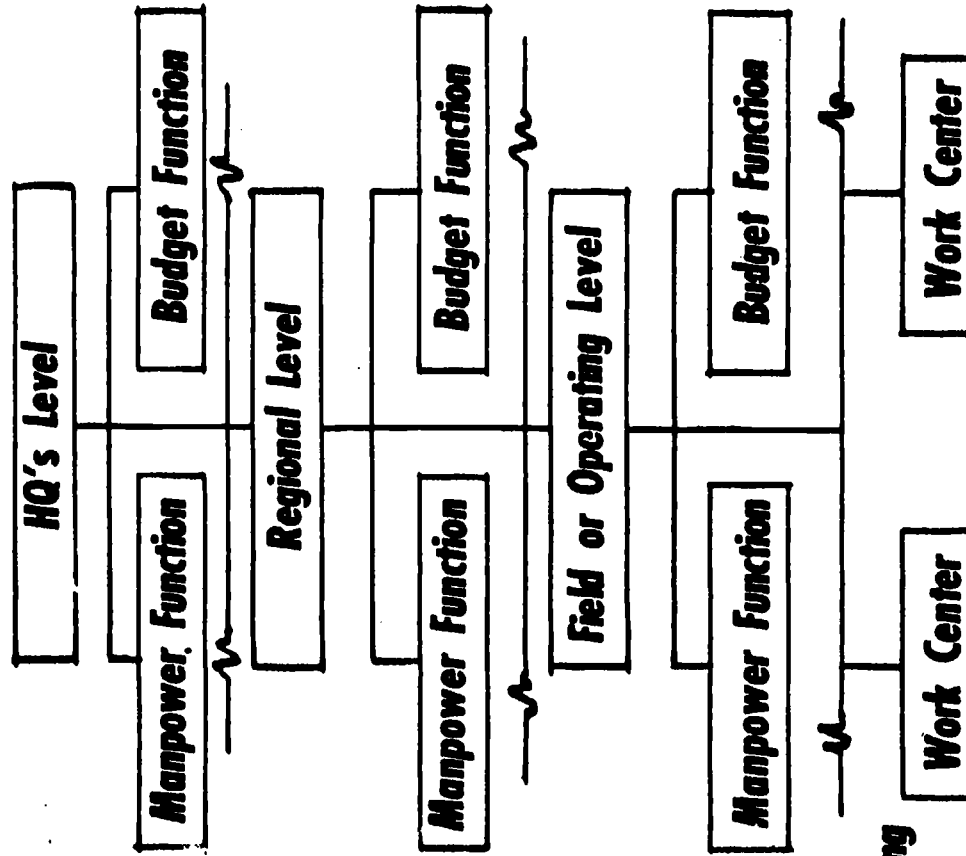 HQ's Level
Manpower Function
Budget Function
Regional Level
Manpower Function
Budget Function
Field or Operating Level
Manpower Function
Budget Function
Work Center
Work Center